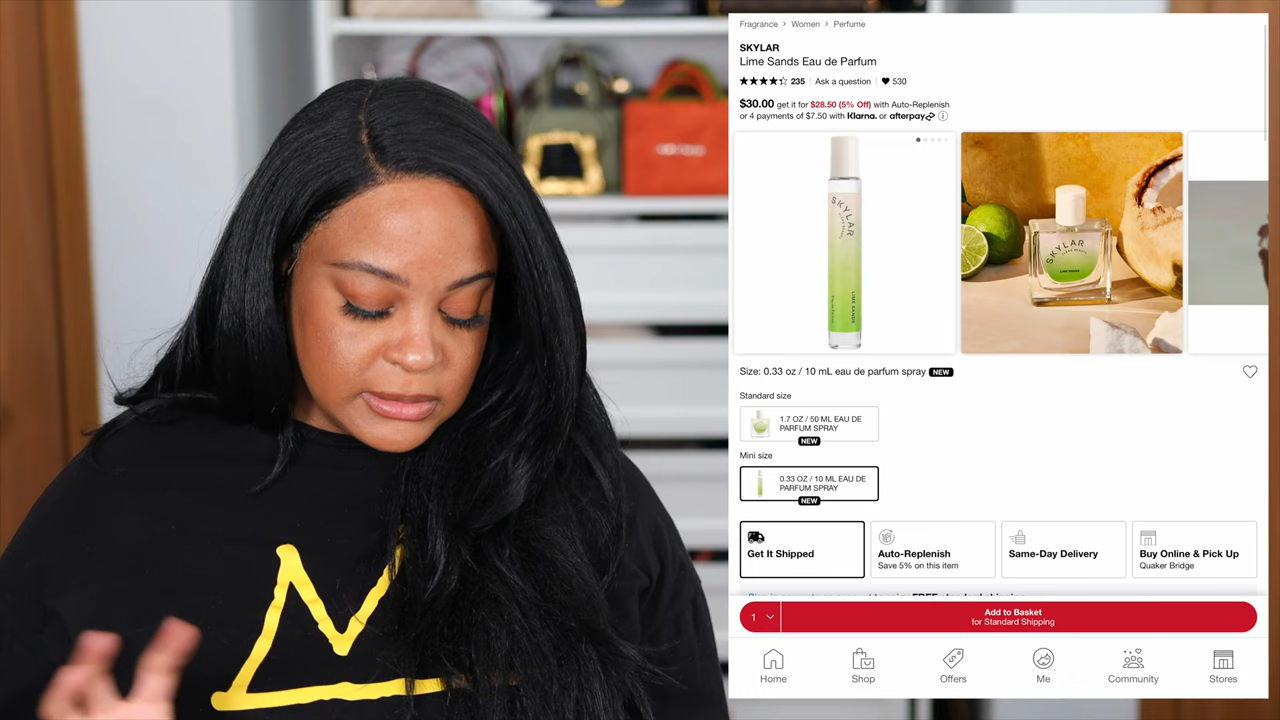 Fragrance > Women > Perfume
SKYLAR
Lime Sands Eau de Parfum
235 | Ask a question | 530
$30.00 get it for $28.50 (5% Off) with Auto-Replenish
or 4 payments of $7.50 with Klarna. or afterpay
SKYLAR
LIME SANDS
SKYLAR
CLEAN BEAUTY
LIME SANDS
Size: 0.33 oz / 10 mL eau de parfum spray NEW
Standard size
1.7 OZ / 50 ML EAU DE
PARFUM SPRAY
NEW
Mini size
0.33 OZ / 10 ML EAU DE
PARFUM SPRAY
NEW
Get It Shipped
Auto-Replenish
Save 5% on this item
Same-Day Delivery
Buy Online & Pick Up
Quaker Bridge
1
Add to Basket
for Standard Shipping
Home
Shop
Offers
Me
Community
Stores